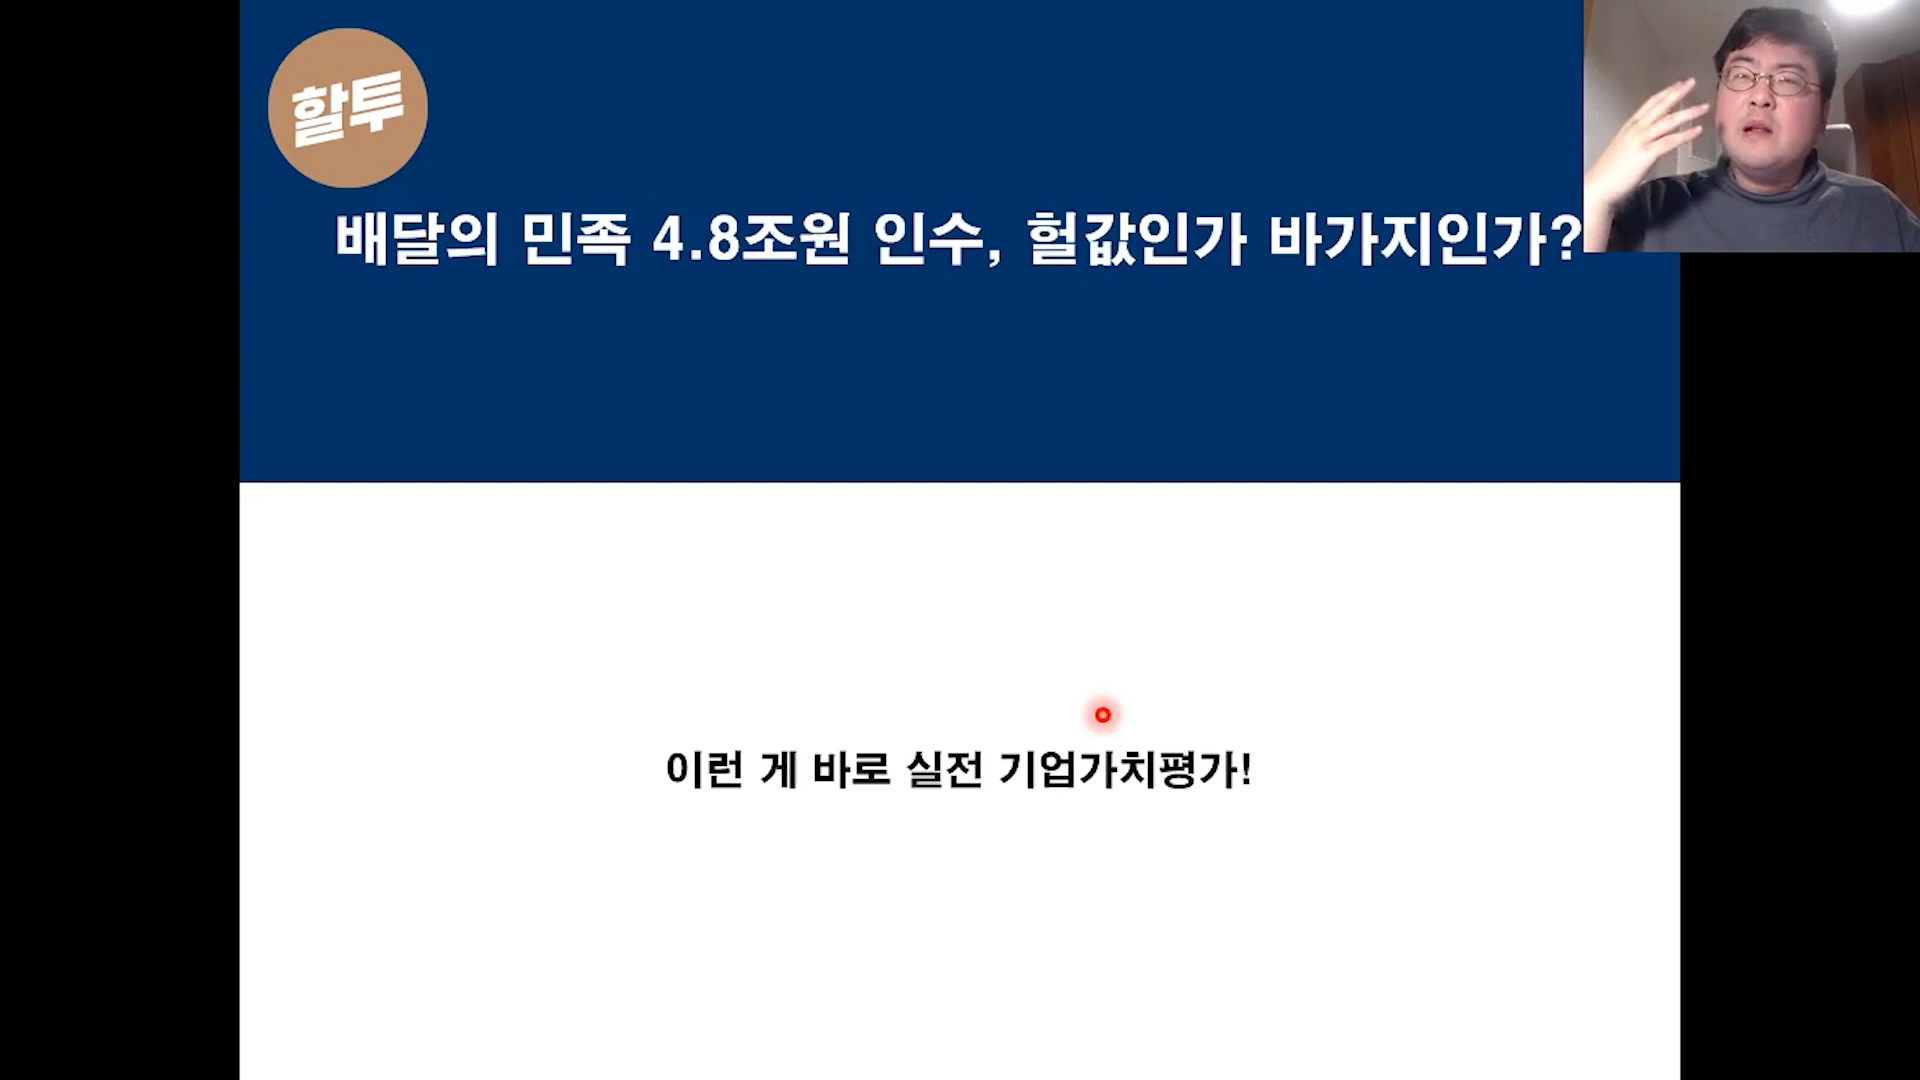 할투
배달의 민족 4.8조원 인수, 헐값인가 바가지인가?
이런 게 바로 실전 기업가치평가!